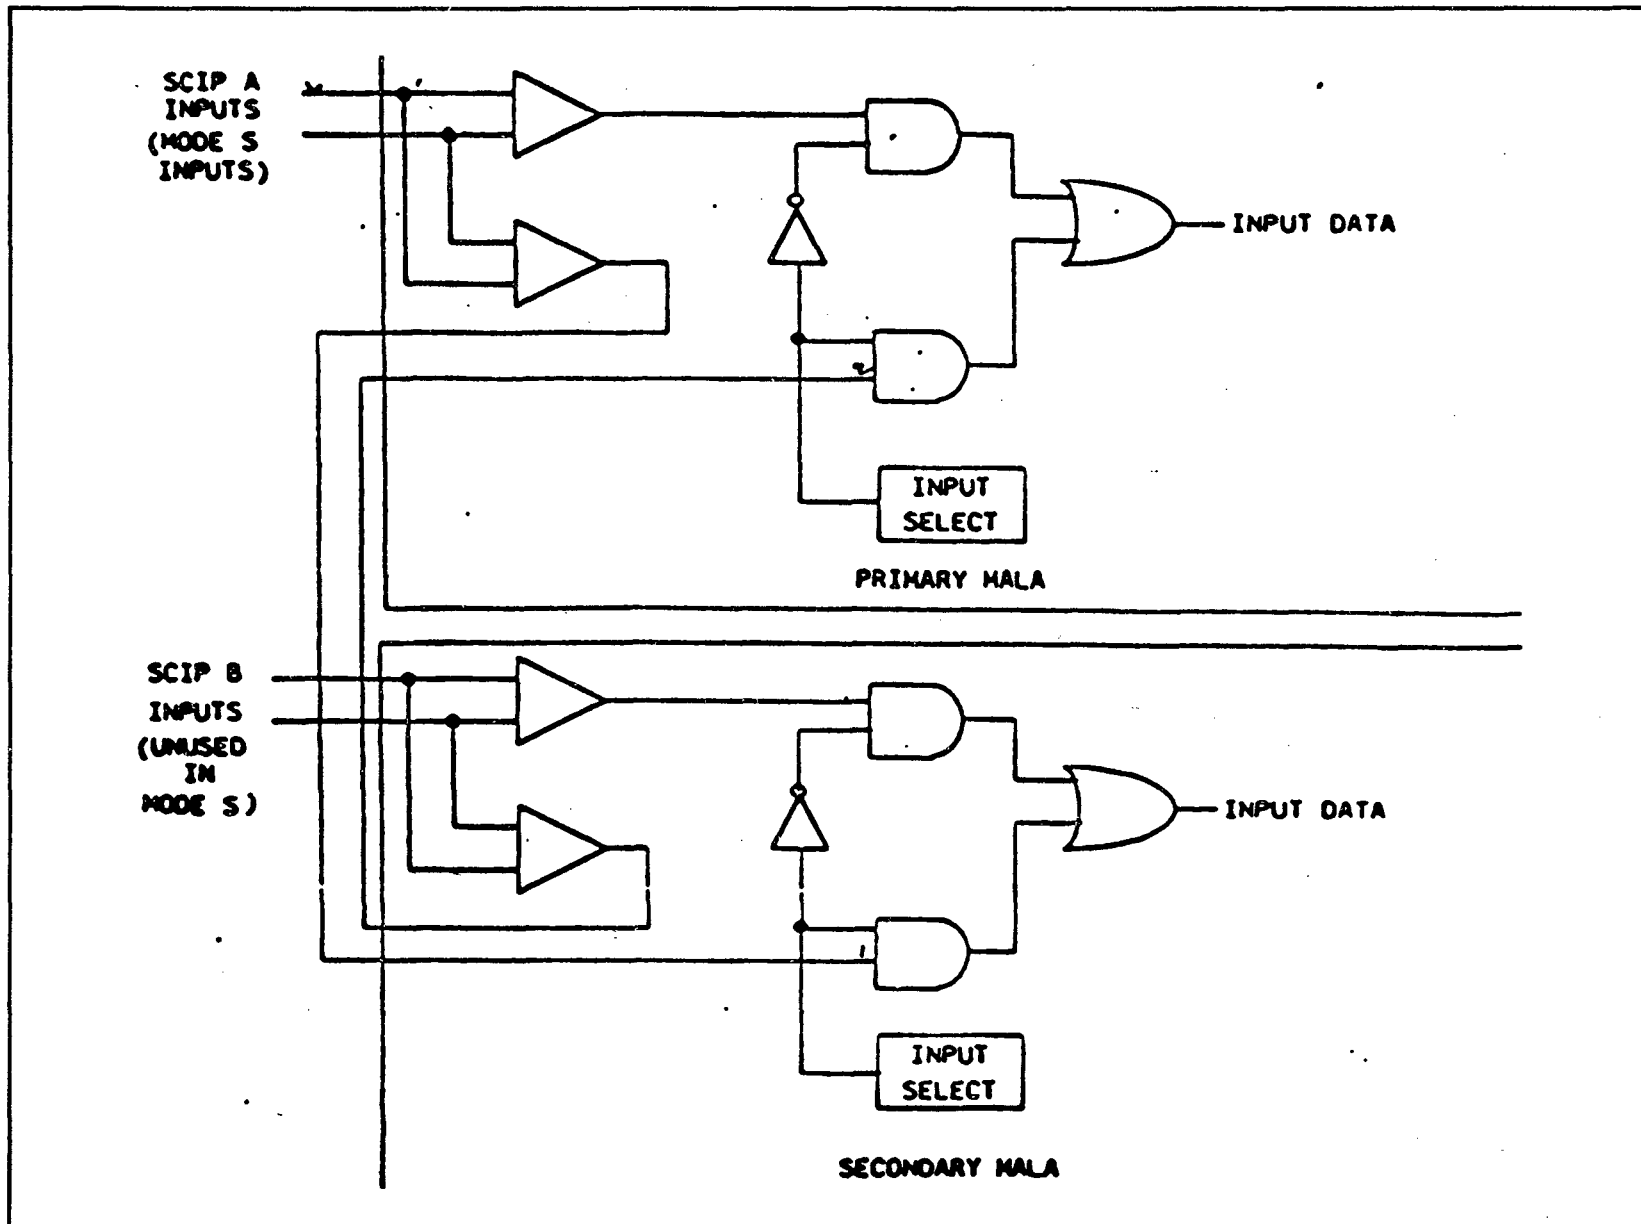 SCIP A
INPUTS
(MODE S
INPUTS)
INPUT DATA
INPUT
SELECT
PRIMARY MALA
SCIP B
INPUTS
(UNUSED
IN
MODE S)
INPUT DATA
INPUT
SELECT
SECONDARY MALA